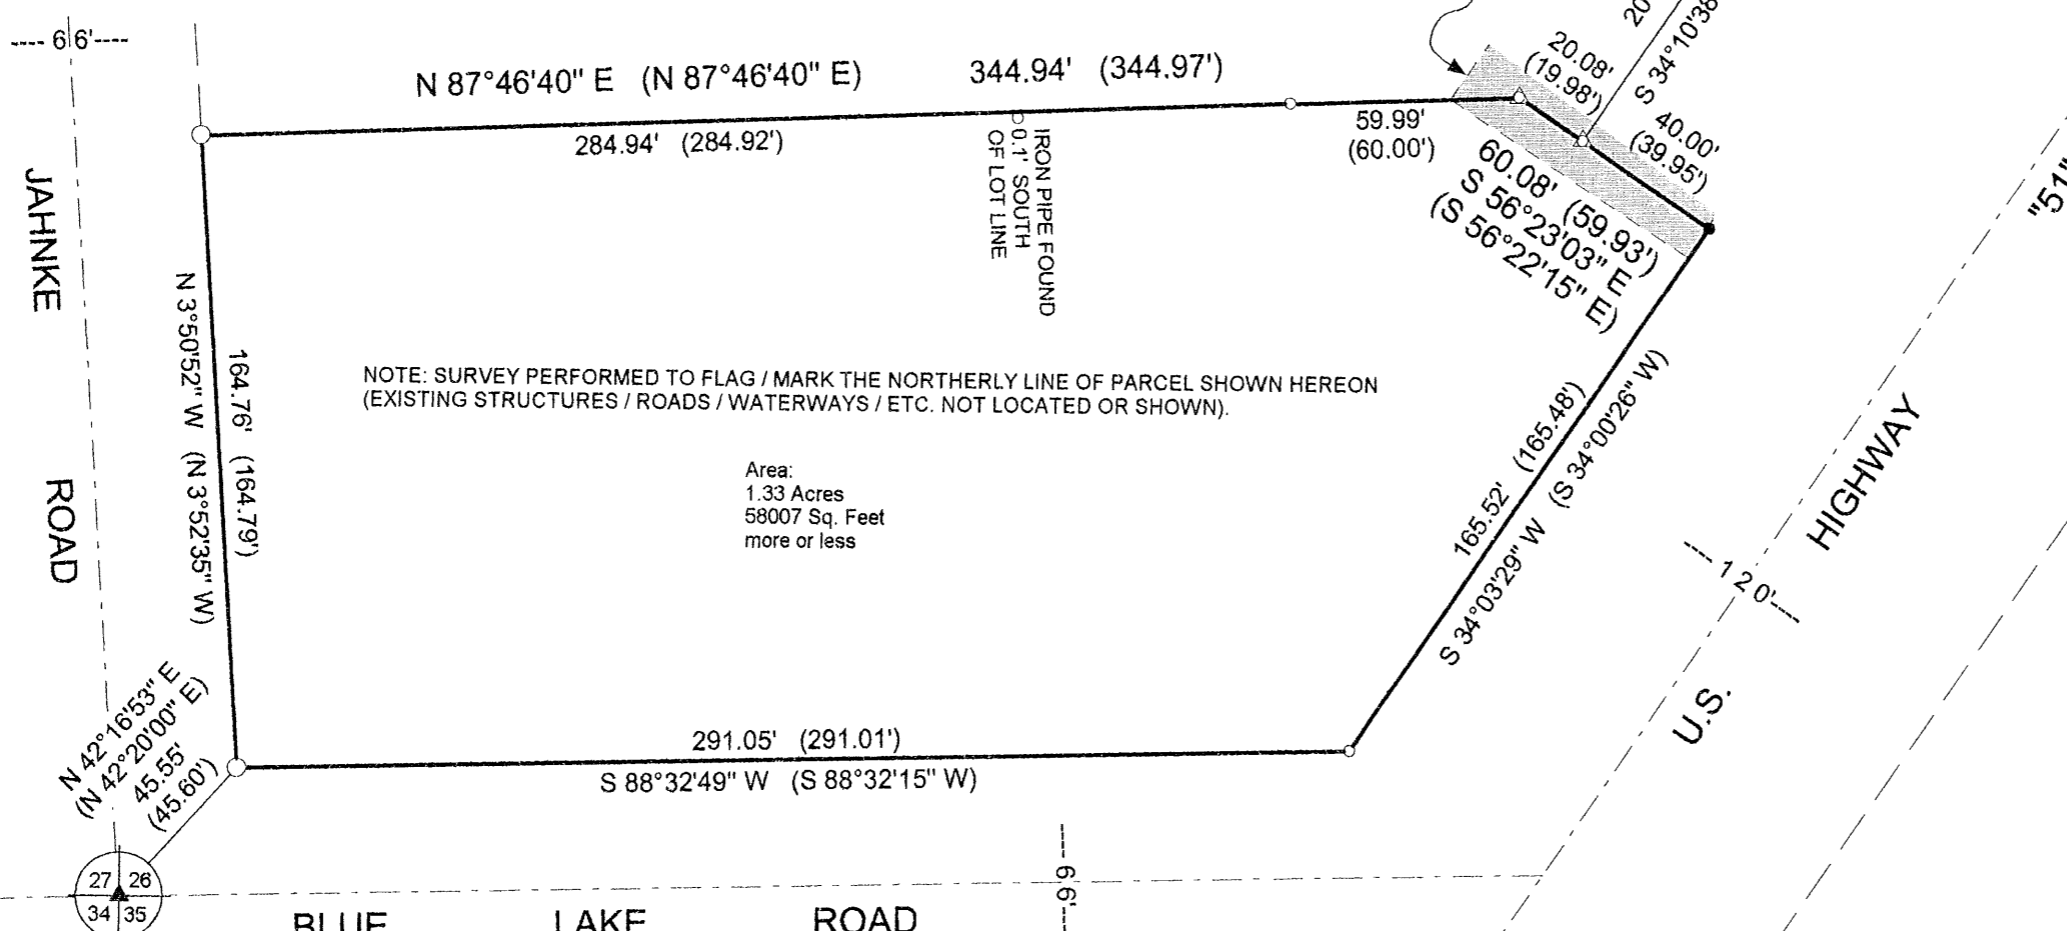 ---- 66'----
N 87°46'40" E (N 87°46'40" E) 344.94' (344.97')
284.94' (284.92')
59.99'
(60.00')
IRON PIPE FOUND
0.1' SOUTH
OF LOT LINE
20.08'
(19.98')
S 34°10'38
20
40.00'
(39.95')
60.08' (59.93')
S 56°23'03" E
(S 56°22'15" E)
"51"
JAHNKE ROAD
N 3°50'52" W (N 3°52'35" W)
164.76' (164.79')
NOTE: SURVEY PERFORMED TO FLAG / MARK THE NORTHERLY LINE OF PARCEL SHOWN HEREON
(EXISTING STRUCTURES / ROADS / WATERWAYS / ETC. NOT LOCATED OR SHOWN).
Area:
1.33 Acres
58007 Sq. Feet
more or less
165.52' (165.48')
S 34°03'29" W (S 34°00'26" W)
U.S. HIGHWAY
----120'----
N 42°16'53" E
(N 42°20'00" E)
45.55'
(45.60')
291.05' (291.01')
S 88°32'49" W (S 88°32'15" W)
27 26
34 35
----66'----
BLUE LAKE ROAD